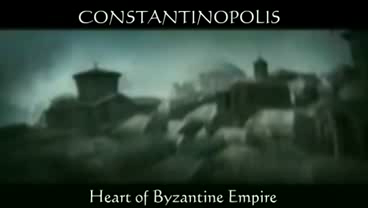 CONSTANTINOPOLIS
Heart of Byzantine Empire